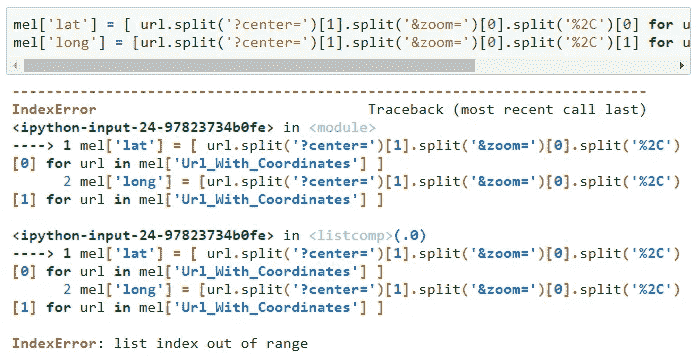 mel['lat'] = [ url.split('?center=')[1].split('&zoom=')[0].split('%2C')[0] for u
mel['long'] = [url.split('?center=')[1].split('&zoom=')[0].split('%2C')[1] for u
---------------------------------------------------------------------------
IndexError                                Traceback (most recent call last)
<ipython-input-24-97823734b0fe> in <module>
----> 1 mel['lat'] = [ url.split('?center=')[1].split('&zoom=')[0].split('%2C')
[0] for url in mel['Url_With_Coordinates'] ]
      2 mel['long'] = [url.split('?center=')[1].split('&zoom=')[0].split('%2C')
[1] for url in mel['Url_With_Coordinates'] ]
<ipython-input-24-97823734b0fe> in <listcomp>(.0)
----> 1 mel['lat'] = [ url.split('?center=')[1].split('&zoom=')[0].split('%2C')
[0] for url in mel['Url_With_Coordinates'] ]
      2 mel['long'] = [url.split('?center=')[1].split('&zoom=')[0].split('%2C')
[1] for url in mel['Url_With_Coordinates'] ]
IndexError: list index out of range